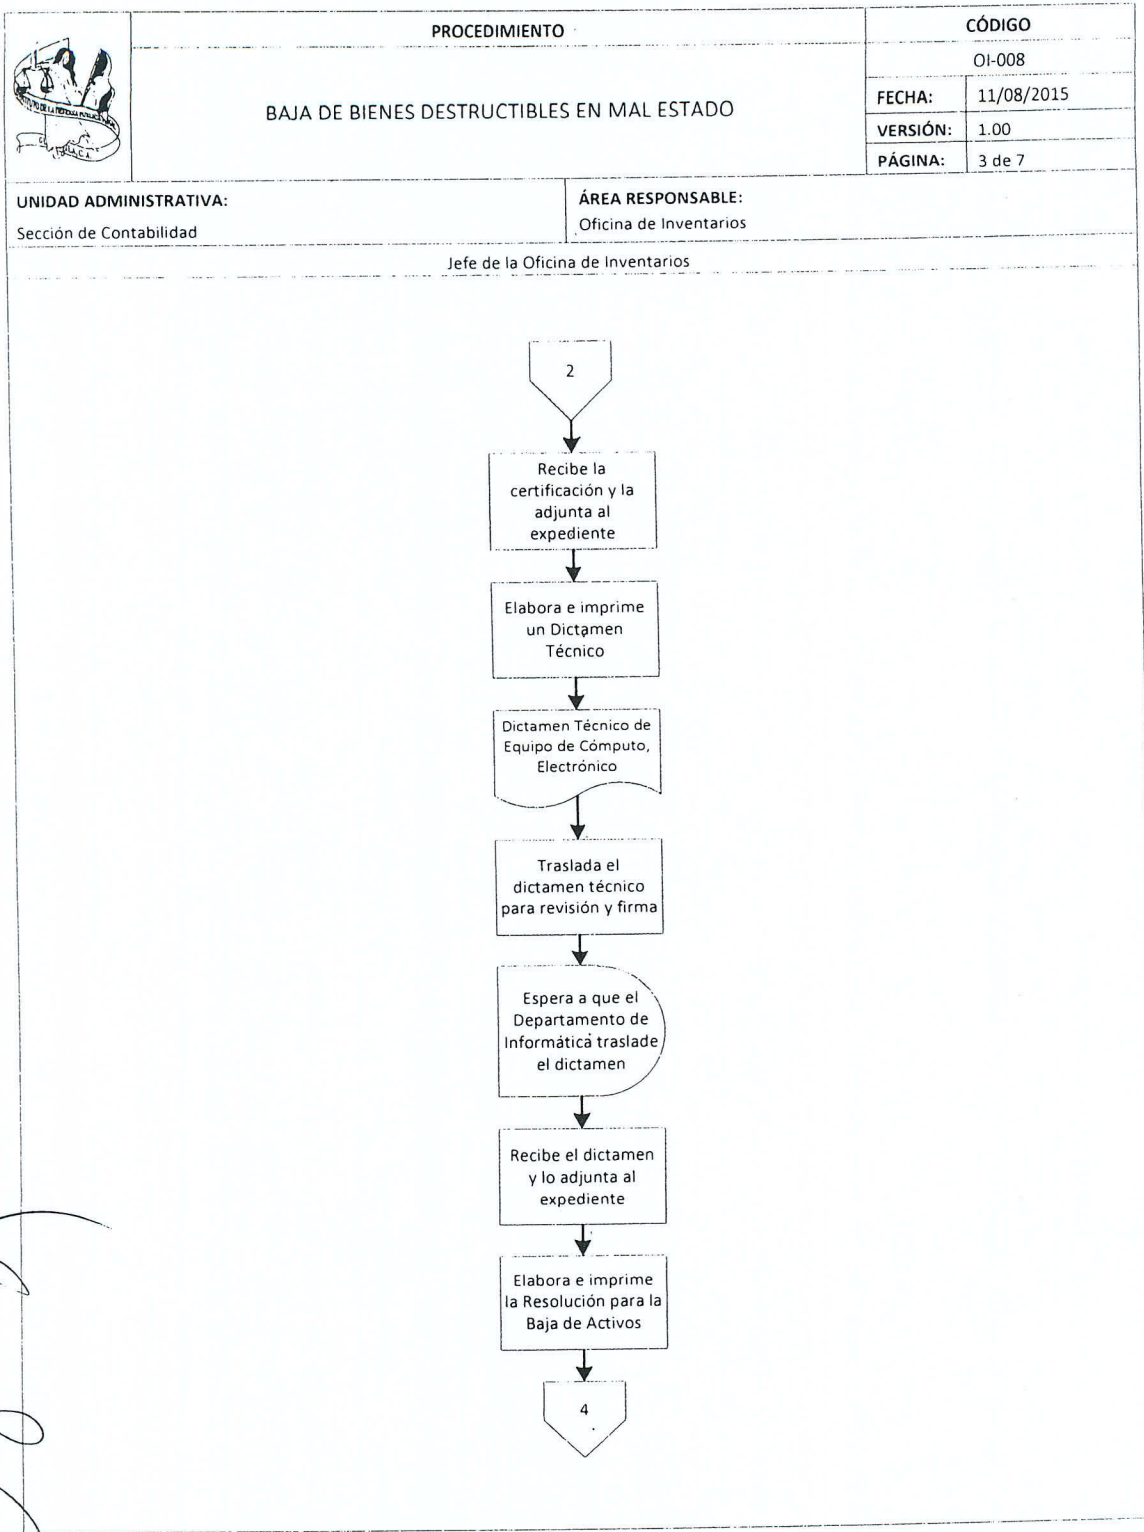 PROCEDIMIENTO
CÓDIGO
OI-008
BAJA DE BIENES DESTRUCTIBLES EN MAL ESTADO
FECHA: 11/08/2015
VERSIÓN: 1.00
PÁGINA: 3 de 7
UNIDAD ADMINISTRATIVA:
Sección de Contabilidad
ÁREA RESPONSABLE:
Oficina de Inventarios
Jefe de la Oficina de Inventarios
2
Recibe la
certificación y la
adjunta al
expediente
Elabora e imprime
un Dictamen
Técnico
Dictamen Técnico de
Equipo de Cómputo,
Electrónico
Traslada el
dictamen técnico
para revisión y firma
Espera a que el
Departamento de
Informática traslade
el dictamen
Recibe el dictamen
y lo adjunta al
expediente
Elabora e imprime
la Resolución para la
Baja de Activos
4